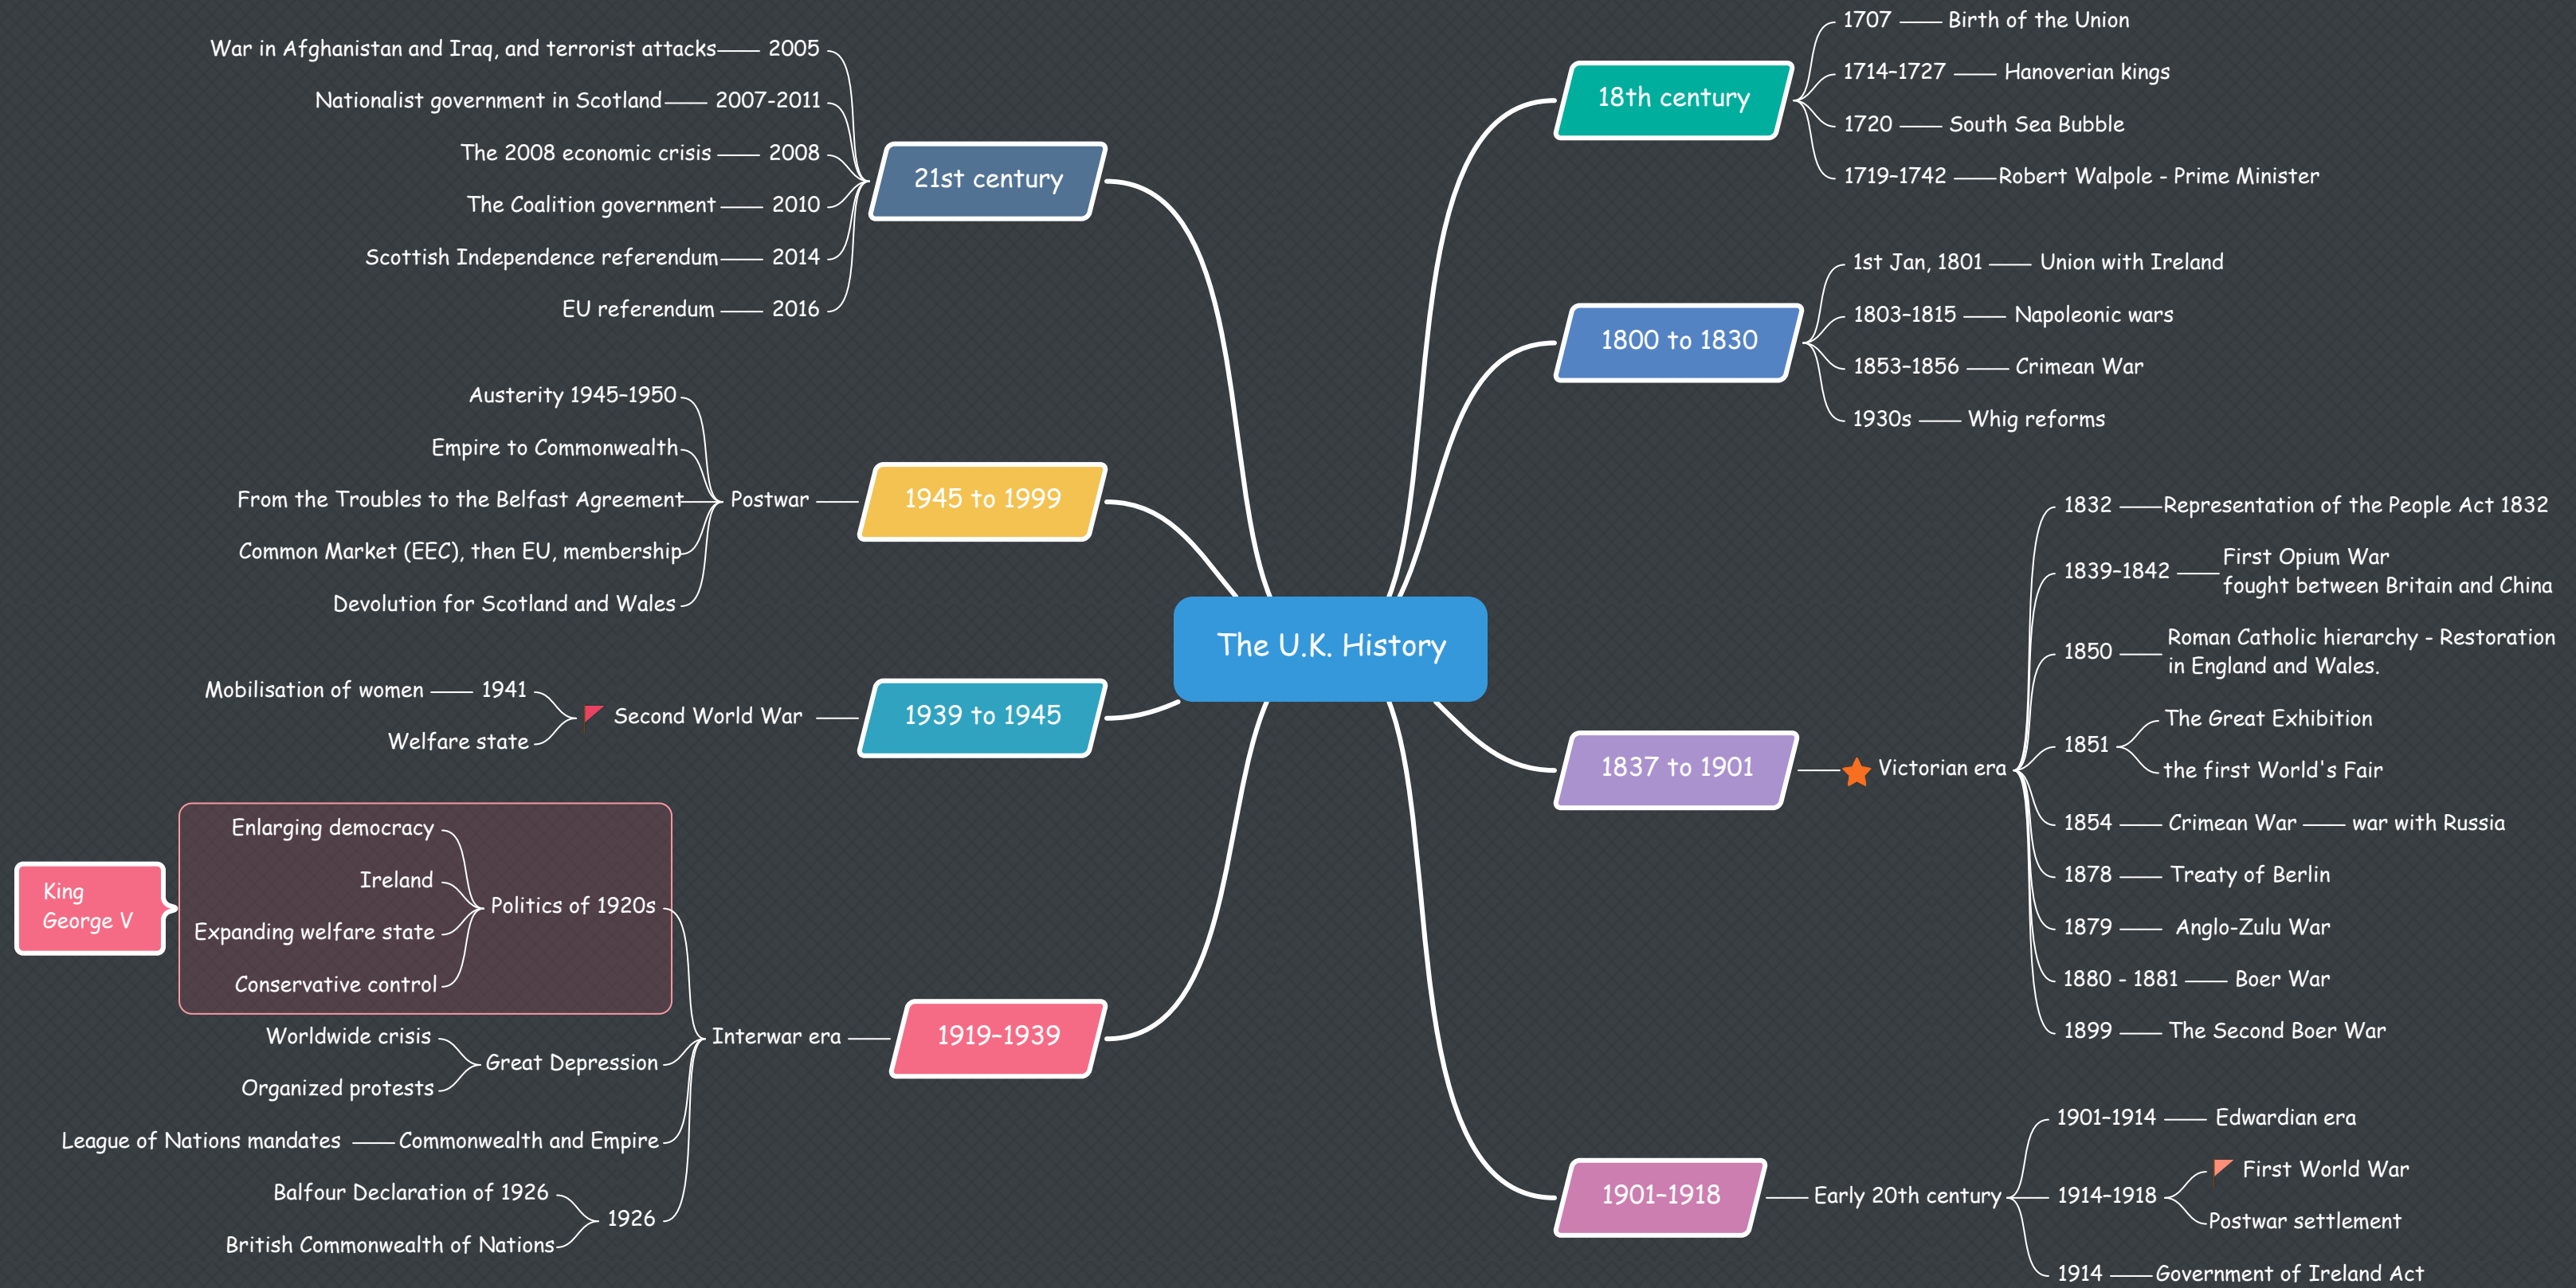 The U.K. History
18th century
1707
Birth of the Union
1714–1727
Hanoverian kings
1720
South Sea Bubble
1719–1742
Robert Walpole - Prime Minister
1800 to 1830
1st Jan, 1801
Union with Ireland
1803–1815
Napoleonic wars
1853–1856
Crimean War
1930s
Whig reforms
1837 to 1901
Victorian era
1832
Representation of the People Act 1832
1839–1842
First Opium War
fought between Britain and China
1850
Roman Catholic hierarchy - Restoration
in England and Wales.
1851
The Great Exhibition
the first World's Fair
1854
Crimean War
war with Russia
1878
Treaty of Berlin
1879
Anglo-Zulu War
1880 - 1881
Boer War
1899
The Second Boer War
1901–1918
Early 20th century
1901–1914
Edwardian era
1914–1918
First World War
Postwar settlement
1914
Government of Ireland Act
21st century
2005
War in Afghanistan and Iraq, and terrorist attacks
2007-2011
Nationalist government in Scotland
2008
The 2008 economic crisis
2010
The Coalition government
2014
Scottish Independence referendum
2016
EU referendum
1945 to 1999
Postwar
Austerity 1945–1950
Empire to Commonwealth
From the Troubles to the Belfast Agreement
Common Market (EEC), then EU, membership
Devolution for Scotland and Wales
1939 to 1945
Second World War
1941
Mobilisation of women
Welfare state
1919–1939
Interwar era
Politics of 1920s
Enlarging democracy
Ireland
Expanding welfare state
Conservative control
King
George V
Great Depression
Worldwide crisis
Organized protests
Commonwealth and Empire
League of Nations mandates
1926
Balfour Declaration of 1926
British Commonwealth of Nations